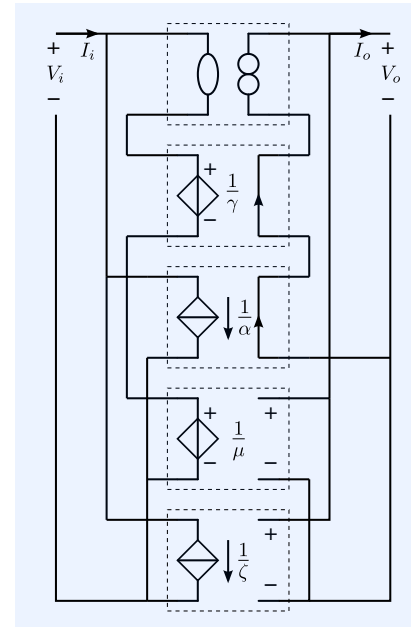 + I_i I_o +
V_i V_o
− −
+ 1/γ
−
1/α
+ 1/μ +
− −
+
1/ζ
−